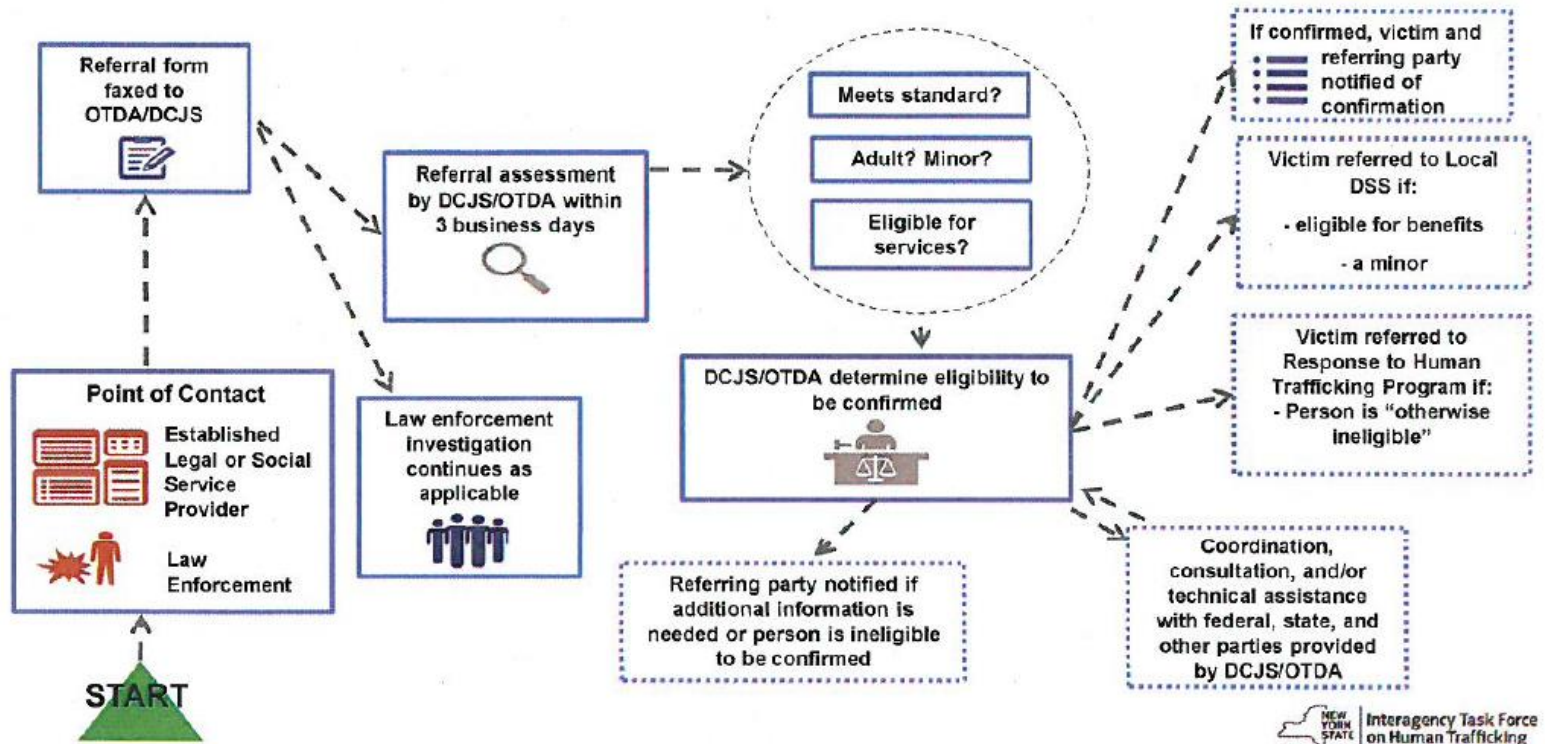 START
Point of Contact
Established
Legal or Social
Service
Provider
Law
Enforcement
Referral form
faxed to
OTDA/DCJS
Referral assessment
by DCJS/OTDA within
3 business days
Law enforcement
investigation
continues as
applicable
Meets standard?
Adult? Minor?
Eligible for
services?
DCJS/OTDA determine eligibility to
be confirmed
Referring party notified if
additional information is
needed or person is ineligible
to be confirmed
Coordination,
consultation, and/or
technical assistance
with federal, state, and
other parties provided
by DCJS/OTDA
If confirmed, victim and
referring party
notified of
confirmation
Victim referred to Local
DSS if:
- eligible for benefits
- a minor
Victim referred to
Response to Human
Trafficking Program if:
- Person is “otherwise
ineligible”
NEW
YORK
STATE
Interagency Task Force
on Human Trafficking